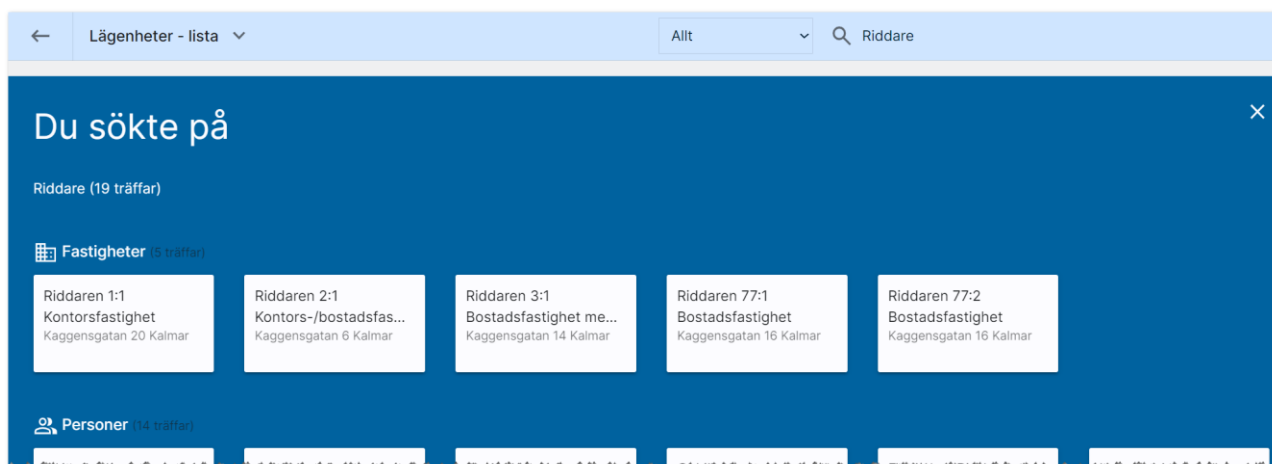 Lägenheter - lista
Allt
Riddare
Du sökte på
Riddare (19 träffar)
Fastigheter (5 träffar)
Riddaren 1:1
Kontorsfastighet
Kaggensgatan 20 Kalmar
Riddaren 2:1
Kontors-/bostadsfas...
Kaggensgatan 6 Kalmar
Riddaren 3:1
Bostadsfastighet me...
Kaggensgatan 14 Kalmar
Riddaren 77:1
Bostadsfastighet
Kaggensgatan 16 Kalmar
Riddaren 77:2
Bostadsfastighet
Kaggensgatan 16 Kalmar
Personer (14 träffar)